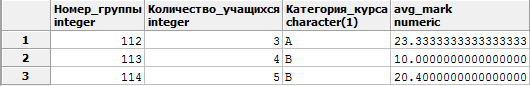 Номер_группы Количество_учащихся Категория_курса avg_mark
integer integer character(1) numeric
1 112 3 A 23.3333333333333333
2 113 4 B 10.0000000000000000
3 114 5 B 20.4000000000000000